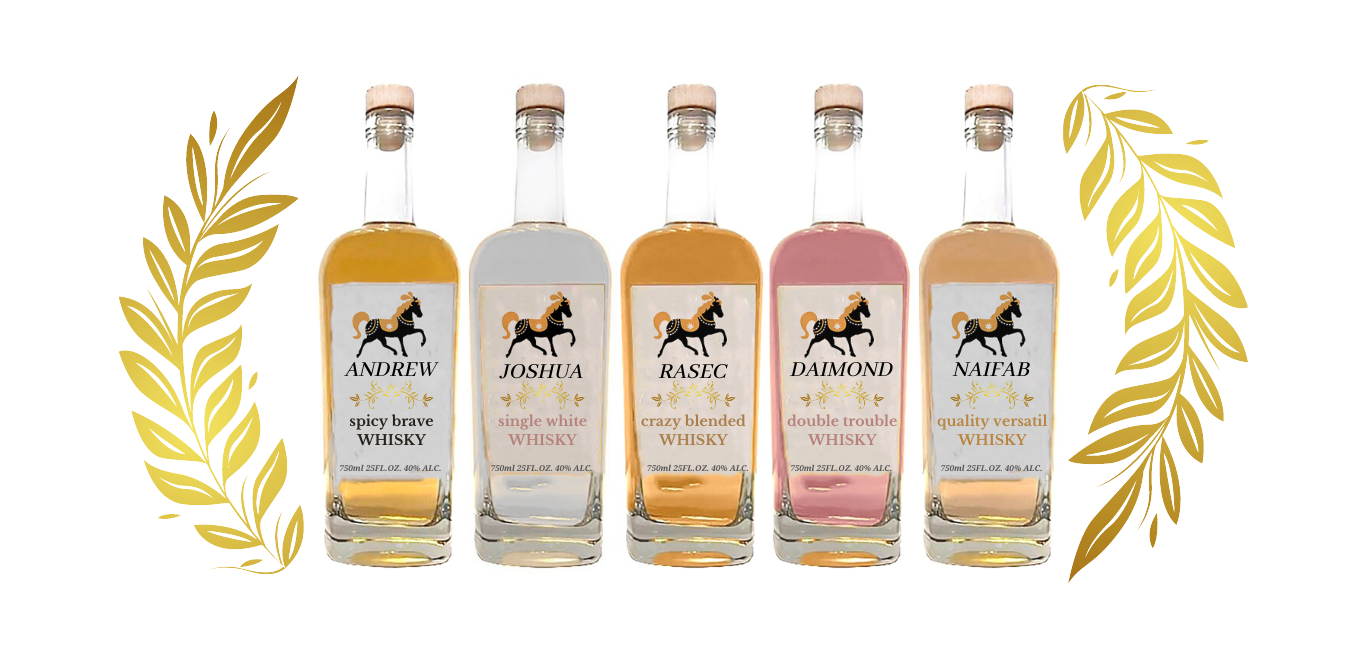 ANDREW
spicy brave
WHISKY
750ml 25FL.OZ. 40% ALC.
JOSHUA
single white
WHISKY
750ml 25FL.OZ. 40% ALC.
RASEC
crazy blended
WHISKY
750ml 25FL.OZ. 40% ALC.
DAIMOND
double trouble
WHISKY
750ml 25FL.OZ. 40% ALC.
NAIFAB
quality versatil
WHISKY
750ml 25FL.OZ. 40% ALC.